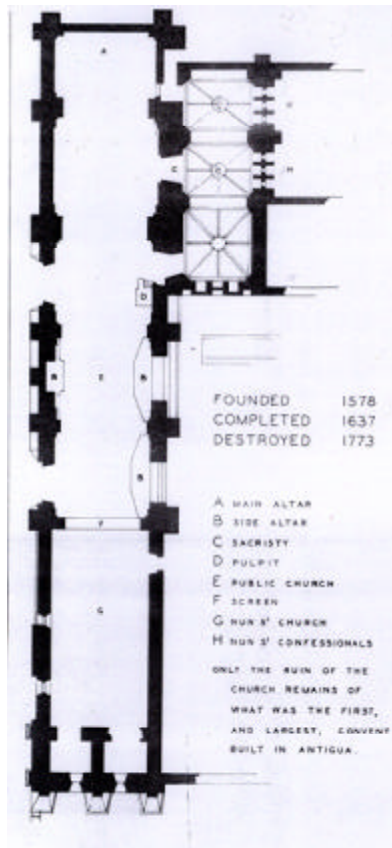 A
C C H
D
B E B
B
F
G
FOUNDED 1578
COMPLETED 1637
DESTROYED 1773
A MAIN ALTAR
B SIDE ALTAR
C SACRISTY
D PULPIT
E PUBLIC CHURCH
F SCREEN
G NUNS' CHURCH
H NUNS' CONFESSIONALS
ONLY THE RUIN OF THE
CHURCH REMAINS OF
WHAT WAS THE FIRST,
AND LARGEST, CONVENT
BUILT IN ANTIGUA.